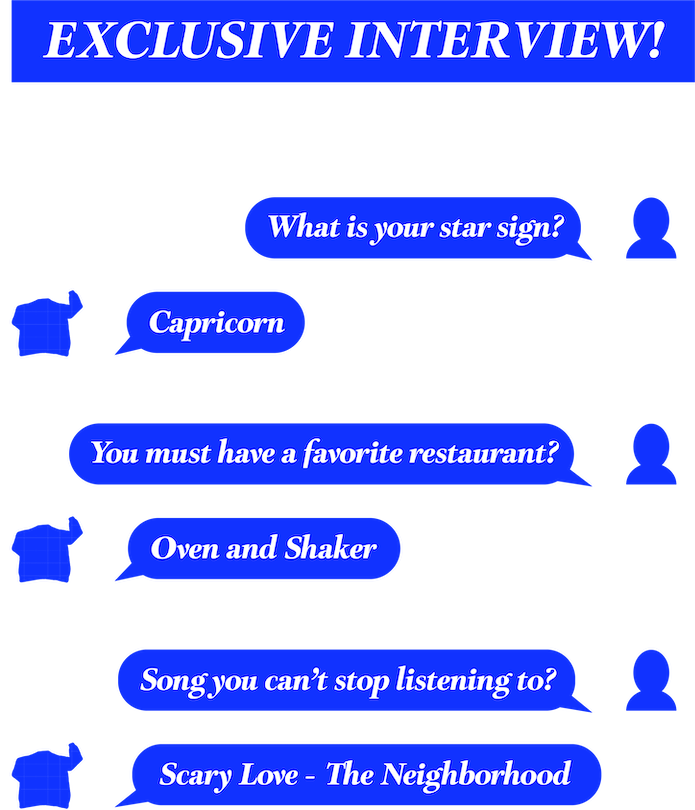 EXCLUSIVE INTERVIEW!
What is your star sign?
Capricorn
You must have a favorite restaurant?
Oven and Shaker
Song you can't stop listening to?
Scary Love - The Neighborhood